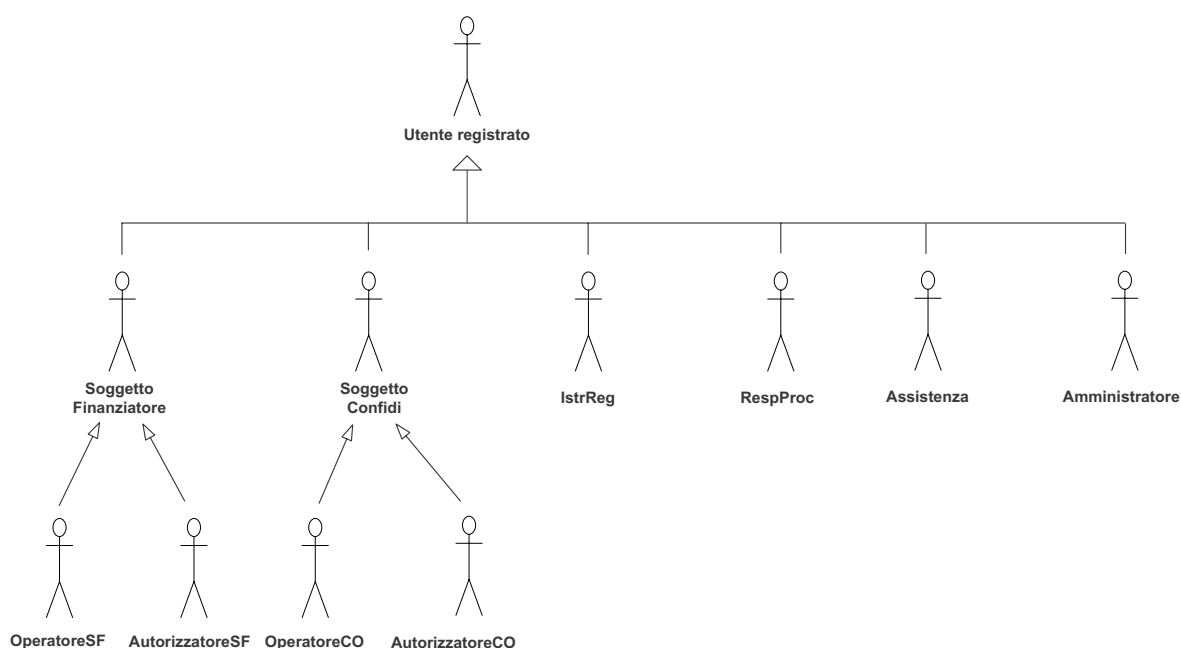 Utente registrato
Soggetto
Finanziatore
Soggetto
Confidi
IstrReg
RespProc
Assistenza
Amministratore
OperatoreSF
AutorizzatoreSF
OperatoreCO
AutorizzatoreCO